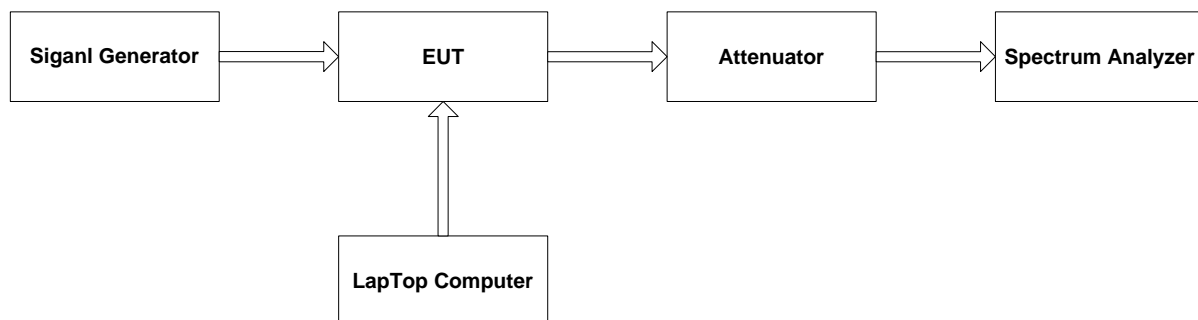 Siganl Generator
EUT
Attenuator
Spectrum Analyzer
LapTop Computer